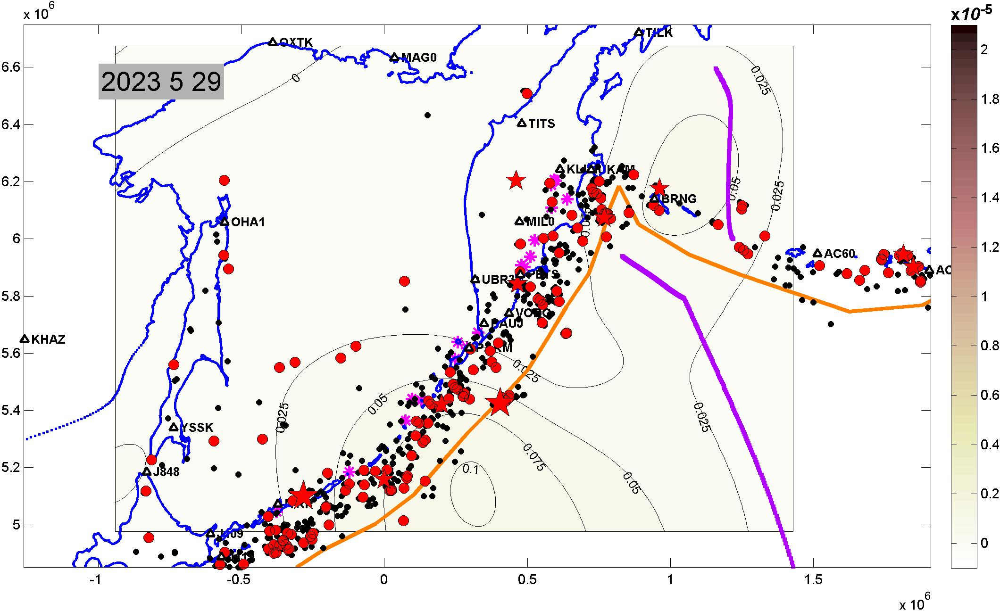 x 10^6
x10^-5
OXTK
TILK
MAG0
2023 5 29
0
0.025
TITS
6.6
6.4
6.2
6
5.8
5.6
5.4
5.2
5
KAM
BRNG
0.05
0.025
OHA1
MIL0
AC60
UBR3
AC
KHAZ
0.025
0.05
0.025
0.025
YSSK
0.075
0.1
0.05
J848
-1
-0.5
0
0.5
1
1.5
x 10^6
2
1.8
1.6
1.4
1.2
1
0.8
0.6
0.4
0.2
0